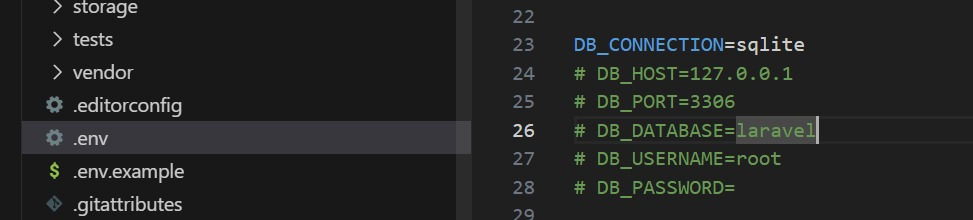 storage
tests
vendor
.editorconfig
.env
.env.example
.gitattributes
22
23 DB_CONNECTION=sqlite
24 # DB_HOST=127.0.0.1
25 # DB_PORT=3306
26 # DB_DATABASE=laravel
27 # DB_USERNAME=root
28 # DB_PASSWORD=
29